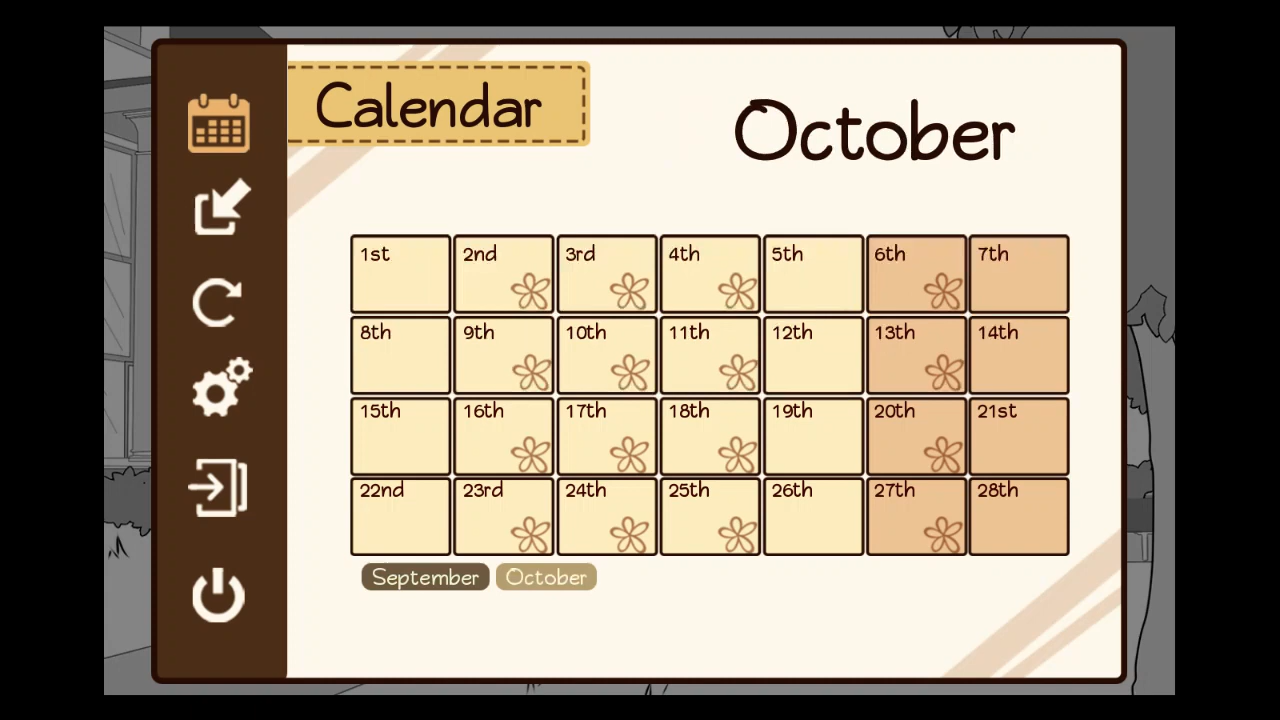 Calendar
October
1st 2nd 3rd 4th 5th 6th 7th
8th 9th 10th 11th 12th 13th 14th
15th 16th 17th 18th 19th 20th 21st
22nd 23rd 24th 25th 26th 27th 28th
September October